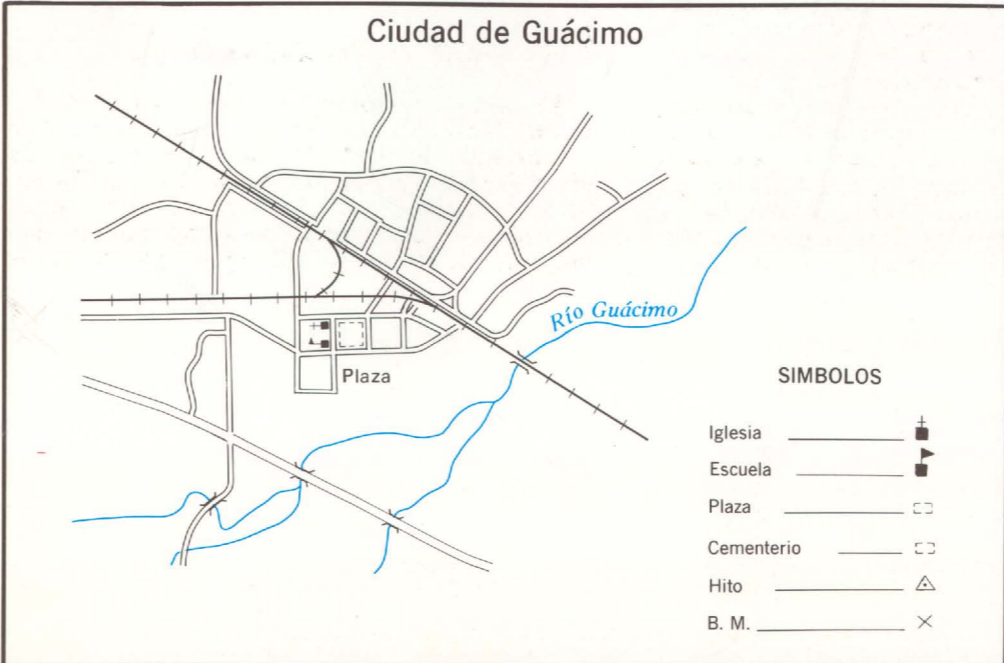 Ciudad de Guácimo
Río Guácimo
Plaza
SIMBOLOS
Iglesia
Escuela
Plaza
Cementerio
Hito
B. M.